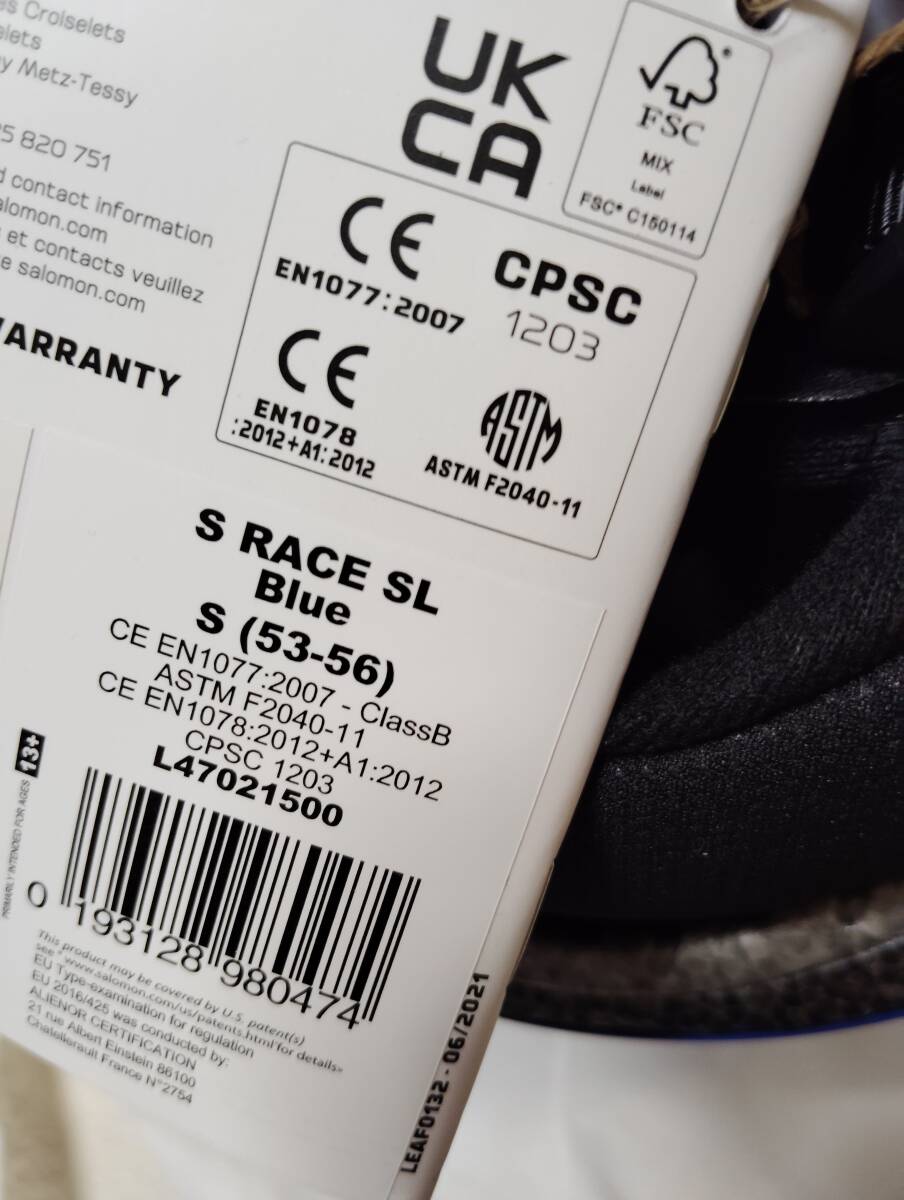 Croiselets
y Metz-Tessy
5 820 751
contact information
salomon.com
et contacts veuillez
salomon.com
WARRANTY
UK
CA
FSC
MIX
Label
FSC® C150114
CE
EN1077:2007
CPSC
1203
CE
EN1078
:2012+A1:2012
ASTM
ASTM F2040-11
S RACE SL
Blue
S (53-56)
CE EN1077:2007 - ClassB
ASTM F2040-11
CE EN1078:2012+A1:2012
CPSC 1203
L47021500
PRIMARILY INTENDED FOR AGES 13+
0 193128 980474
This product may be covered by U.S. patent(s)
see "www.salomon.com/us/patents.html"for details»
EU Type-examination for regulation
EU 2016/425 was conducted by:
ALIENOR CERTIFICATION
21 rue Albert Einstein 86100
Chatellerault France N°2754
LEAF0132 - 06/2021